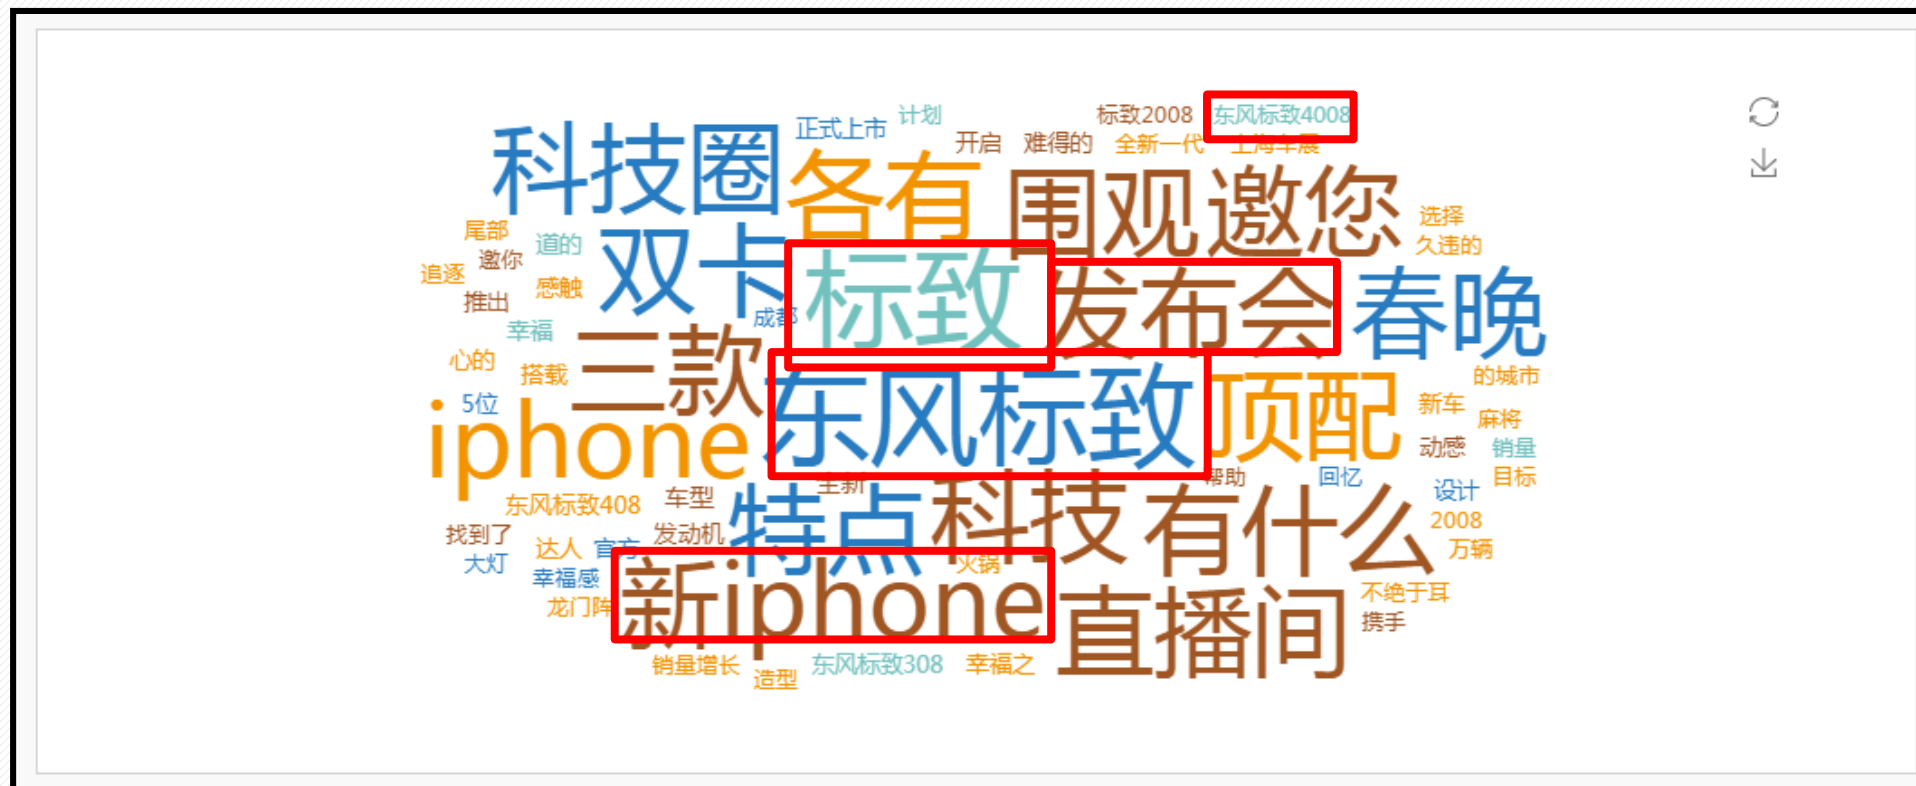 标致2008 东风标致4008
正式上市 计划
开启 难得的 全新一代 上海车展
科技圈 各有 围观 邀您
尾部 道的 双卡 选择
邀你 久违的
追逐 感触 标致 发布会 春晚
推出 成都
幸福 三款
心的 搭载 东风标致 顶配 的城市
5位 新车 麻将
iphone 动感 销量
全新 帮助 回忆 目标
东风标致408 车型 特点 科技 有什么 设计
2008
找到了 达人 官方 发动机 万辆
大灯 幸福感 火锅
龙门阵 新iphone 直播间 不绝于耳
携手
销量增长 造型 东风标致308 幸福之